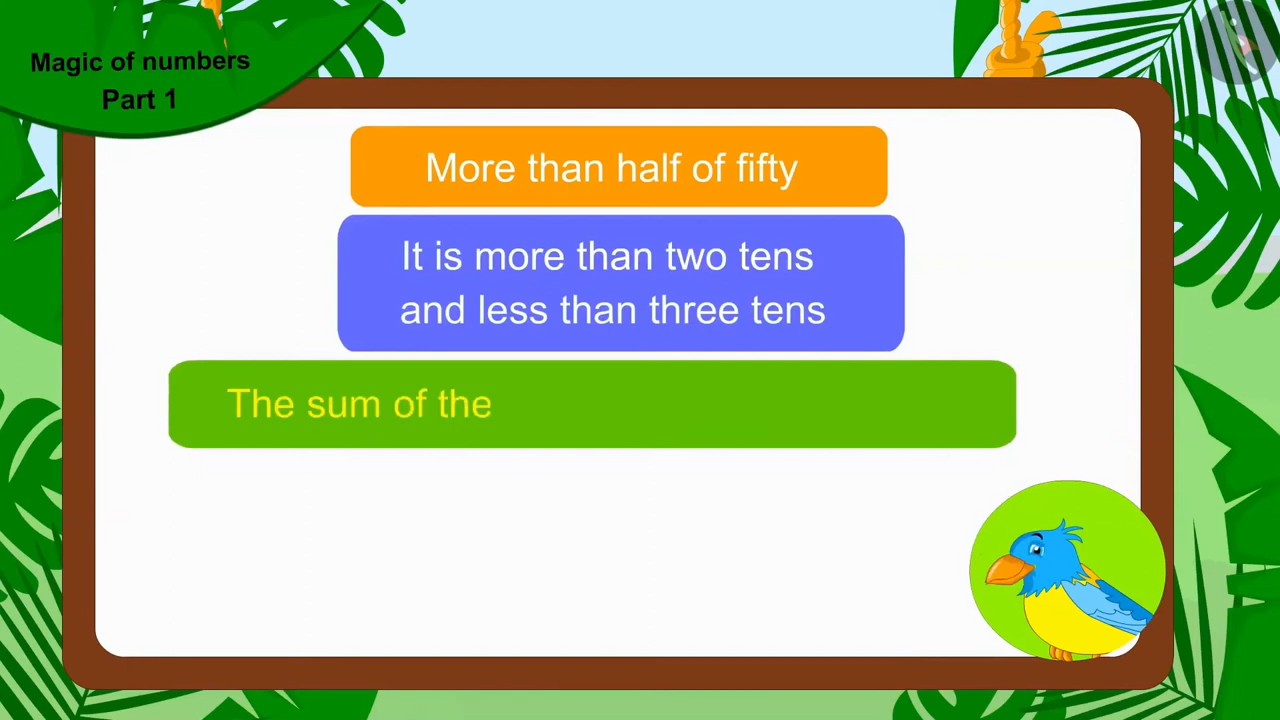 Magic of numbers
Part 1
More than half of fifty
It is more than two tens
and less than three tens
The sum of the